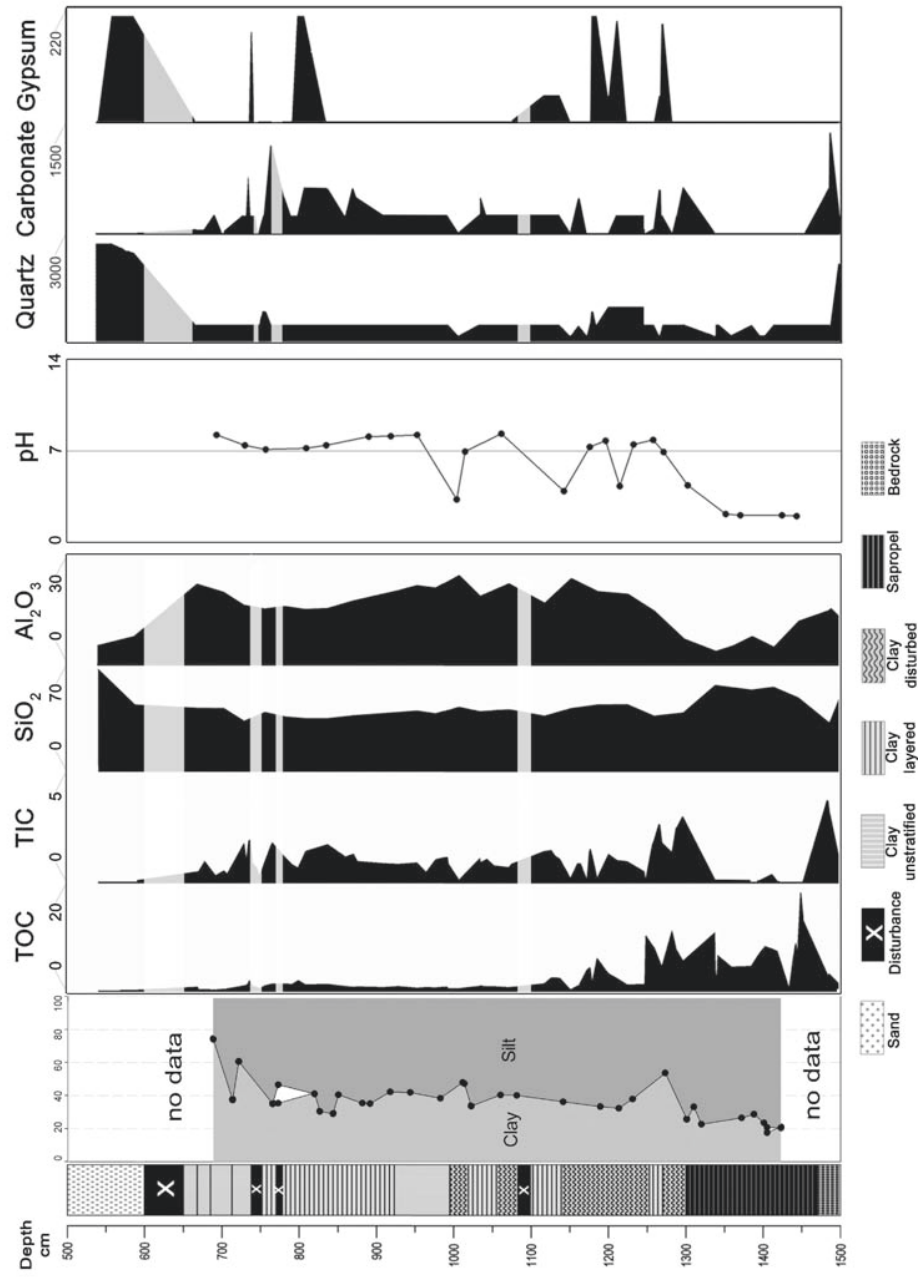 Depth
cm
500
600
700
800
900
1000
1100
1200
1300
1400
1500
X
X
X
X
0
20
40
60
80
100
no data
Clay
Silt
no data
TOC
0
20
TIC
0
5
SiO₂
0
70
Al₂O₃
0
30
pH
0
7
14
Quartz
3000
Carbonate
1500
Gypsum
220
Sand
X
Disturbance
Clay
unstratified
Clay
layered
Clay
disturbed
Sapropel
Bedrock